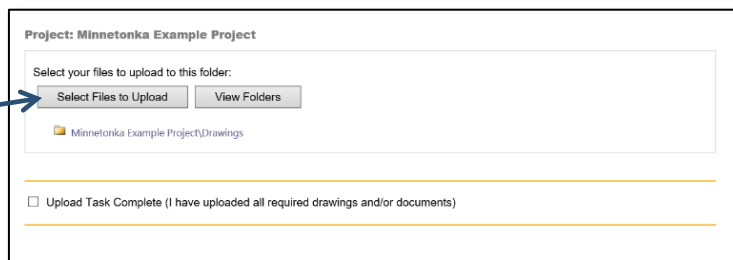 Project: Minnetonka Example Project
Select your files to upload to this folder:
Select Files to Upload View Folders
Minnetonka Example Project\Drawings
Upload Task Complete (I have uploaded all required drawings and/or documents)